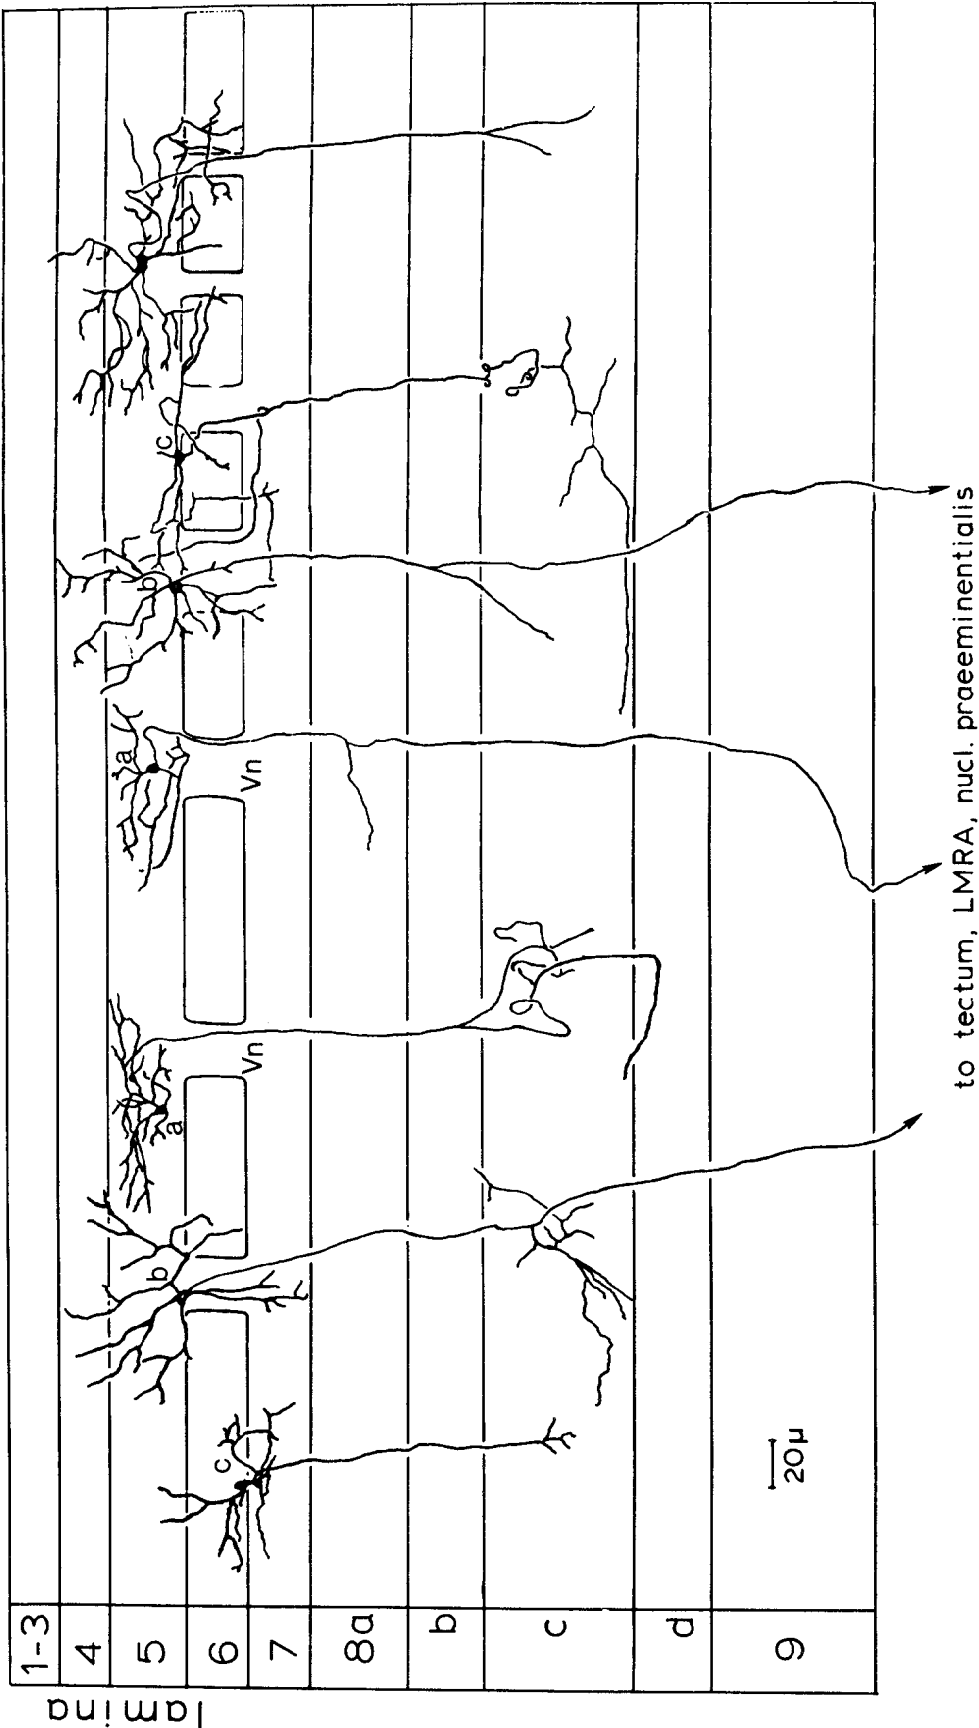 lamina
1-3
4
5
6
7
8a
b
c
d
9
c
b
a
Vn
a
Vn
b
c
20µ
to tectum, LMRA, nucl. praeeminentialis